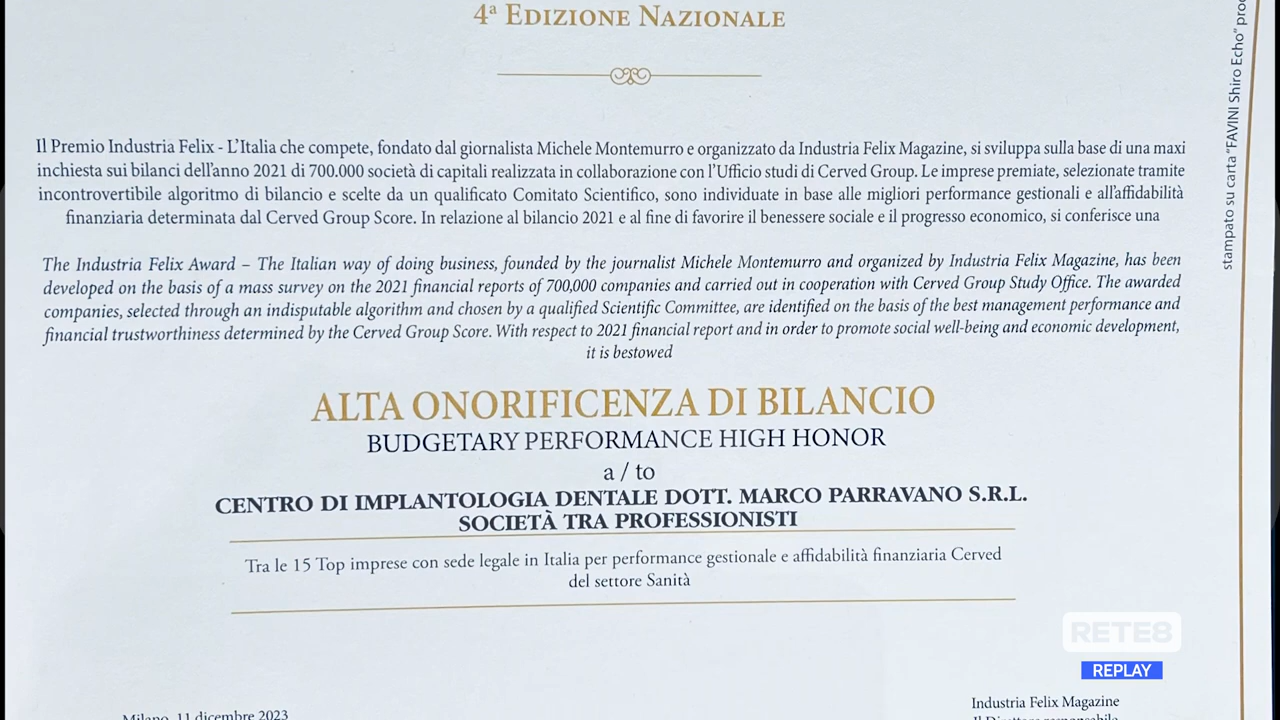 4ª EDIZIONE NAZIONALE
Il Premio Industria Felix - L'Italia che compete, fondato dal giornalista Michele Montemurro e organizzato da Industria Felix Magazine, si sviluppa sulla base di una maxi
inchiesta sui bilanci dell'anno 2021 di 700.000 società di capitali realizzata in collaborazione con l'Ufficio studi di Cerved Group. Le imprese premiate, selezionate tramite
incontrovertibile algoritmo di bilancio e scelte da un qualificato Comitato Scientifico, sono individuate in base alle migliori performance gestionali e all'affidabilità
finanziaria determinata dal Cerved Group Score. In relazione al bilancio 2021 e al fine di favorire il benessere sociale e il progresso economico, si conferisce una
The Industria Felix Award – The Italian way of doing business, founded by the journalist Michele Montemurro and organized by Industria Felix Magazine, has been
developed on the basis of a mass survey on the 2021 financial reports of 700,000 companies and carried out in cooperation with Cerved Group Study Office. The awarded
companies, selected through an indisputable algorithm and chosen by a qualified Scientific Committee, are identified on the basis of the best management performance and
financial trustworthiness determined by the Cerved Group Score. With respect to 2021 financial report and in order to promote social well-being and economic development,
it is bestowed
ALTA ONORIFICENZA DI BILANCIO
BUDGETARY PERFORMANCE HIGH HONOR
a / to
CENTRO DI IMPLANTOLOGIA DENTALE DOTT. MARCO PARRAVANO S.R.L.
SOCIETÀ TRA PROFESSIONISTI
Tra le 15 Top imprese con sede legale in Italia per performance gestionale e affidabilità finanziaria Cerved
del settore Sanità
Milano, 11 dicembre 2023
Industria Felix Magazine
Il Direttore responsabile
stampato su carta "FAVINI Shiro Echo"
RETE8
REPLAY